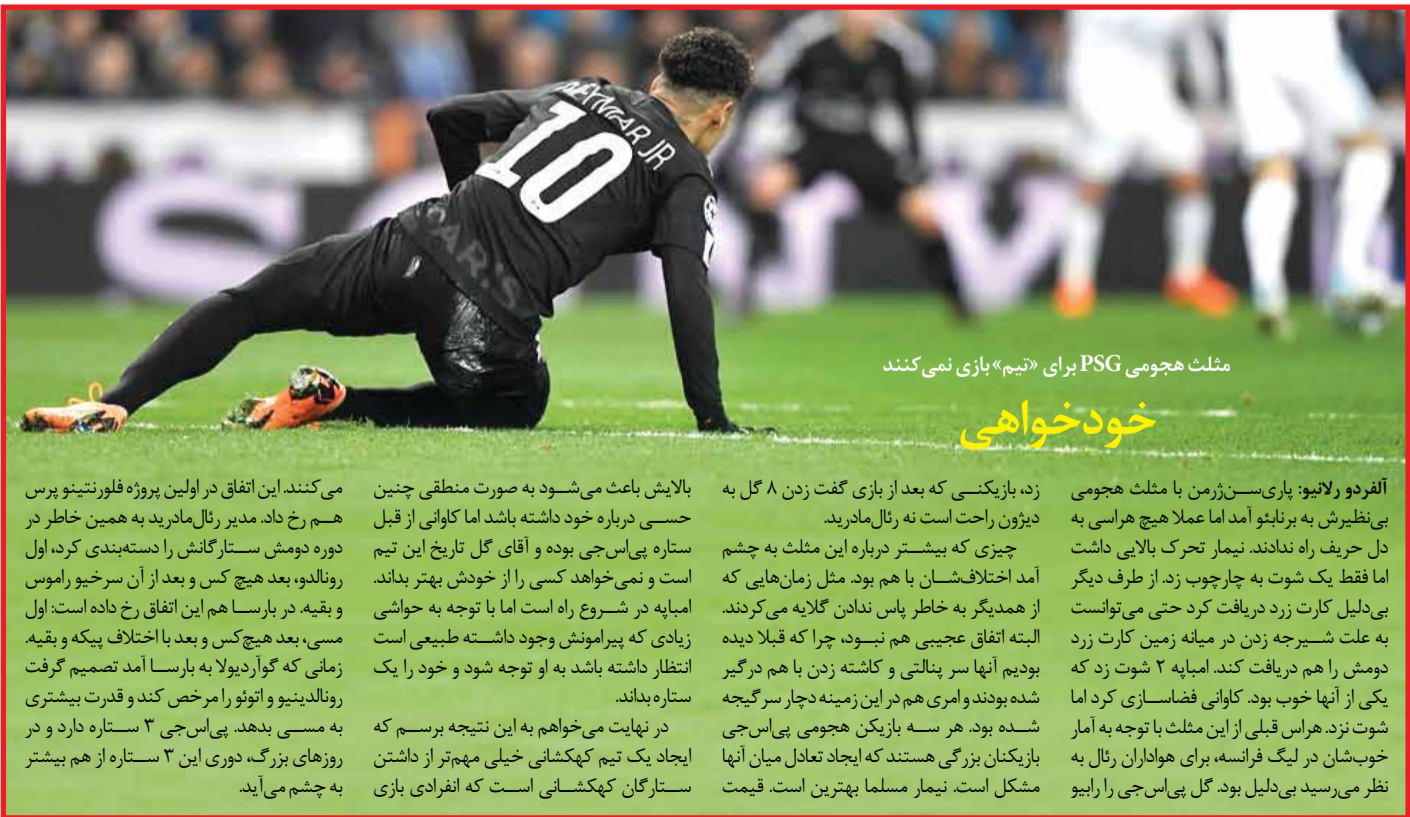 NEYMAR JR
10
PARIS
مثلث هجومی PSG برای «تیم» بازی نمی‌کنند
خودخواهی
آلفردو رلانیو: پاری‌سن‌ژرمن با مثلث هجومی
بی‌نظیرش به برنابئو آمد اما عملا هیچ هراسی به
دل حریف راه ندادند. نیمار تحرک بالایی داشت
اما فقط یک شوت به چارچوب زد. از طرف دیگر
بی‌دلیل کارت زرد دریافت کرد حتی می‌توانست
به علت شیرجه زدن در میانه زمین کارت زرد
دومش را هم دریافت کند. امباپه ۲ شوت زد که
یکی از آنها خوب بود. کاوانی فضاسازی کرد اما
شوت نزد. هراس قبلی از این مثلث با توجه به آمار
خوب‌شان در لیگ فرانسه، برای هواداران رئال به
نظر می‌رسید بی‌دلیل بود. گل پی‌اس‌جی را رابیو
زد، بازیکنی که بعد از بازی گفت زدن ۸ گل به
دیژون راحت است نه رئال‌مادرید.
چیزی که بیشتر درباره این مثلث به چشم
آمد اختلاف‌شان با هم بود. مثل زمان‌هایی که
از همدیگر به خاطر پاس ندادن گلایه می‌کردند.
البته اتفاق عجیبی هم نبود، چرا که قبلا دیده
بودیم آنها سر پنالتی و کاشته زدن با هم درگیر
شده بودند و امری هم در این زمینه دچار سرگیجه
شده بود. هر سه بازیکن هجومی پی‌اس‌جی
بازیکنان بزرگی هستند که ایجاد تعادل میان آنها
مشکل است. نیمار مسلما بهترین است. قیمت
بالایش باعث می‌شود به صورت منطقی چنین
حسی درباره خود داشته باشد اما کاوانی از قبل
ستاره پی‌اس‌جی بوده و آقای گل تاریخ این تیم
است و نمی‌خواهد کسی را از خودش بهتر بداند.
امباپه در شروع راه است اما با توجه به حواشی
زیادی که پیرامونش وجود داشته طبیعی است
انتظار داشته باشد به او توجه شود و خود را یک
ستاره بداند.
در نهایت می‌خواهم به این نتیجه برسم که
ایجاد یک تیم کهکشانی خیلی مهم‌تر از داشتن
ستارگان کهکشانی است که انفرادی بازی
می‌کنند. این اتفاق در اولین پروژه فلورنتینو پرس
هم رخ داد. مدیر رئال‌مادرید به همین خاطر در
دوره دومش ستارگانش را دسته‌بندی کرد، اول
رونالدو، بعد هیچ کس و بعد از آن سرخیو راموس
و بقیه. در بارسا هم این اتفاق رخ داده است: اول
مسی، بعد هیچ‌کس و بعد با اختلاف پیکه و بقیه.
زمانی که گوآردیولا به بارسا آمد تصمیم گرفت
رونالدینیو و اتوئو را مرخص کند و قدرت بیشتری
به مسی بدهد. پی‌اس‌جی ۳ ستاره دارد و در
روزهای بزرگ، دوری این ۳ ستاره از هم بیشتر
به چشم می‌آید.